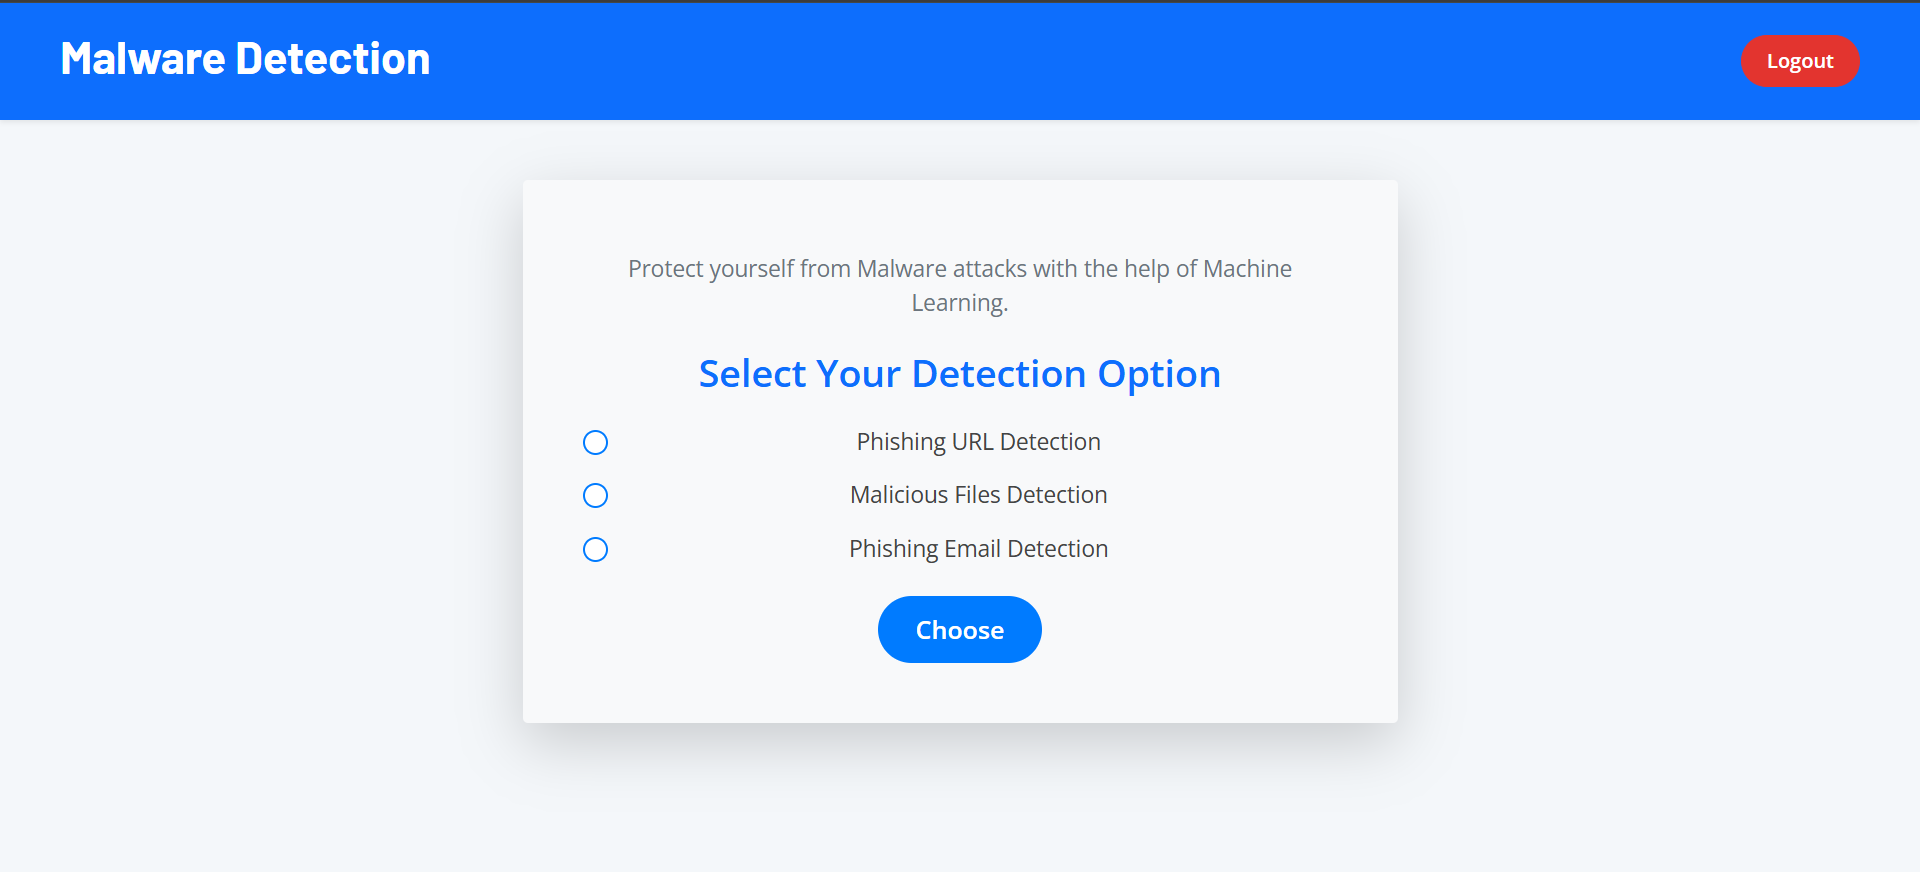 Malware Detection
Logout
Protect yourself from Malware attacks with the help of Machine
Learning.
Select Your Detection Option
Phishing URL Detection
Malicious Files Detection
Phishing Email Detection
Choose